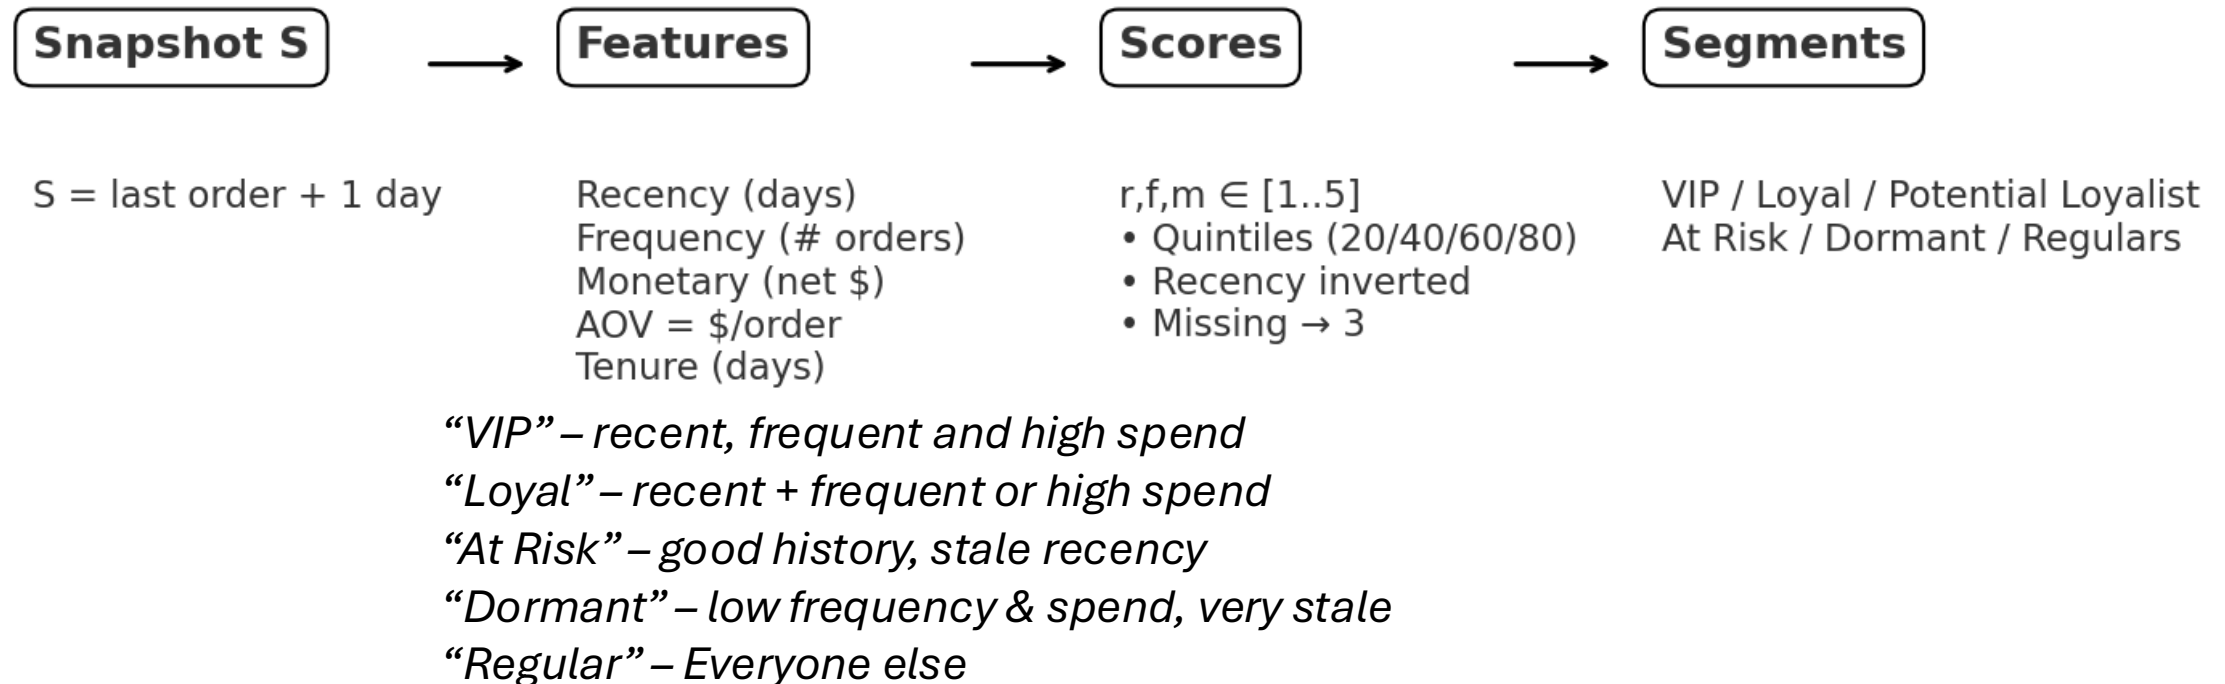 Snapshot S
Features
Scores
Segments
S = last order + 1 day
Recency (days)
Frequency (# orders)
Monetary (net $)
AOV = $/order
Tenure (days)
r,f,m ∈ [1..5]
• Quintiles (20/40/60/80)
• Recency inverted
• Missing → 3
VIP / Loyal / Potential Loyalist
At Risk / Dormant / Regulars
“VIP” – recent, frequent and high spend
“Loyal” – recent + frequent or high spend
“At Risk” – good history, stale recency
“Dormant” – low frequency & spend, very stale
“Regular” – Everyone else